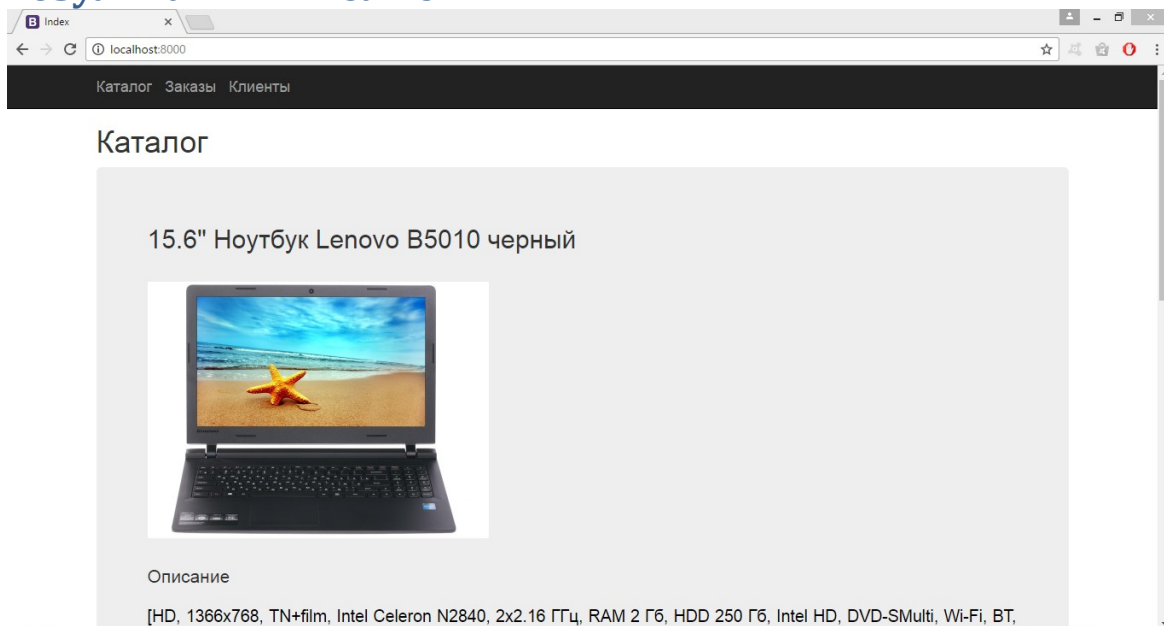 Index
localhost:8000
Каталог Заказы Клиенты
Каталог
15.6" Ноутбук Lenovo B5010 черный
Описание
[HD, 1366x768, TN+film, Intel Celeron N2840, 2x2.16 ГГц, RAM 2 Гб, HDD 250 Гб, Intel HD, DVD-SMulti, Wi-Fi, BT,